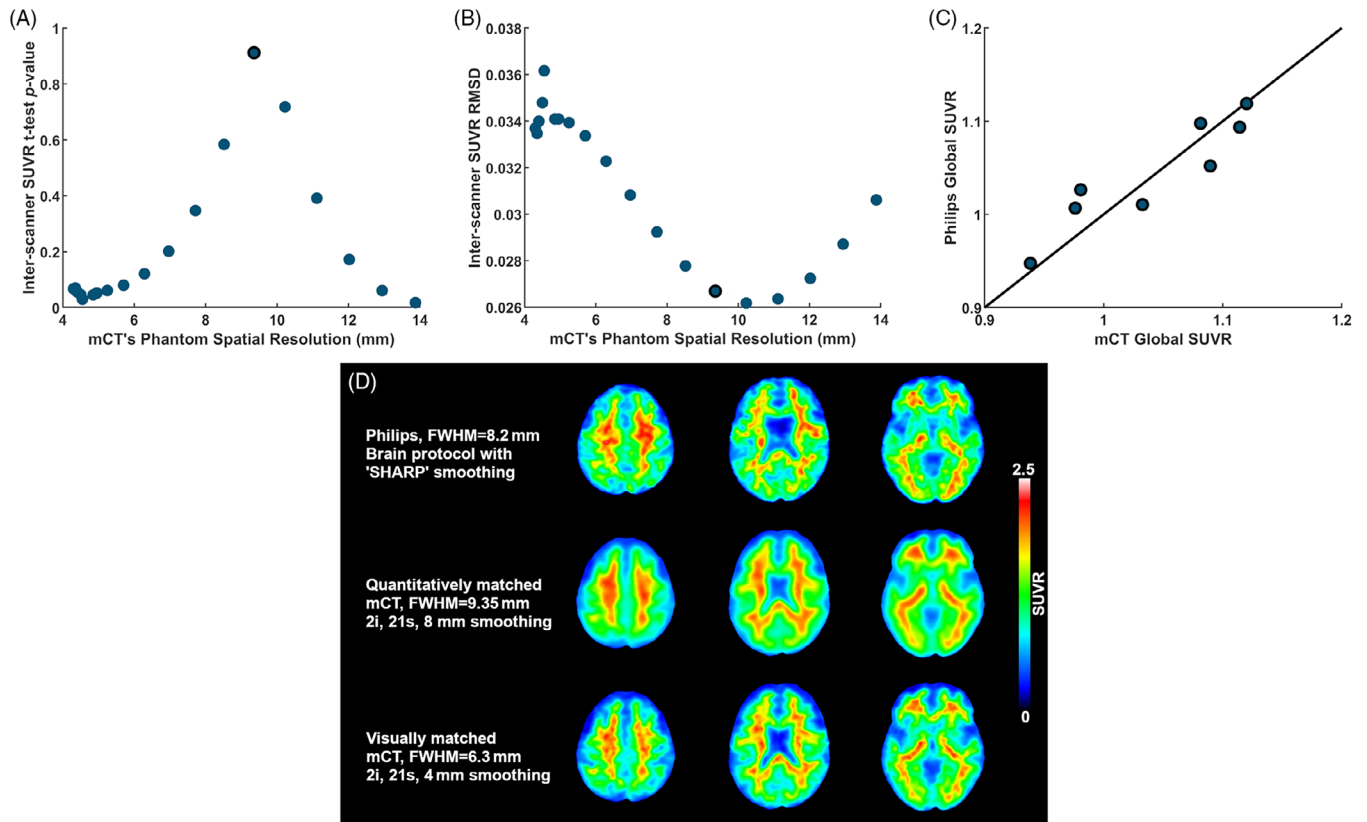 (A)
Inter-scanner SUVR t-test p-value
1
0.8
0.6
0.4
0.2
0
4 6 8 10 12 14
mCT's Phantom Spatial Resolution (mm)
(B)
Inter-scanner SUVR RMSD
0.038
0.036
0.034
0.032
0.03
0.028
0.026
4 6 8 10 12 14
mCT's Phantom Spatial Resolution (mm)
(C)
Philips Global SUVR
1.2
1.1
1
0.9
0.9 1 1.1 1.2
mCT Global SUVR
(D)
Philips, FWHM=8.2 mm
Brain protocol with
'SHARP' smoothing
Quantitatively matched
mCT, FWHM=9.35 mm
2i, 21s, 8 mm smoothing
Visually matched
mCT, FWHM=6.3 mm
2i, 21s, 4 mm smoothing
2.5
SUVR
0